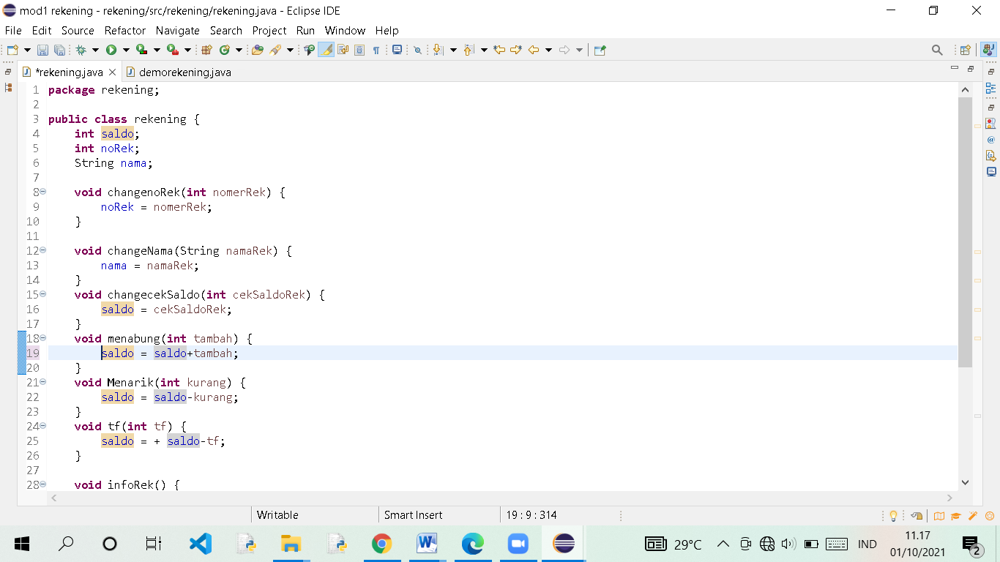 mod1 rekening - rekening/src/rekening/rekening.java - Eclipse IDE
File Edit Source Refactor Navigate Search Project Run Window Help
*rekening.java demorekening.java
1 package rekening;
2
3 public class rekening {
4 int saldo;
5 int noRek;
6 String nama;
7
8 void changenoRek(int nomerRek) {
9 noRek = nomerRek;
10 }
11
12 void changeNama(String namaRek) {
13 nama = namaRek;
14 }
15 void changecekSaldo(int cekSaldoRek) {
16 saldo = cekSaldoRek;
17 }
18 void menabung(int tambah) {
19 saldo = saldo+tambah;
20 }
21 void Menarik(int kurang) {
22 saldo = saldo-kurang;
23 }
24 void tf(int tf) {
25 saldo = + saldo-tf;
26 }
27
28 void infoRek() {
Writable Smart Insert 19 : 9 : 314
29°C IND 11.17
01/10/2021 2